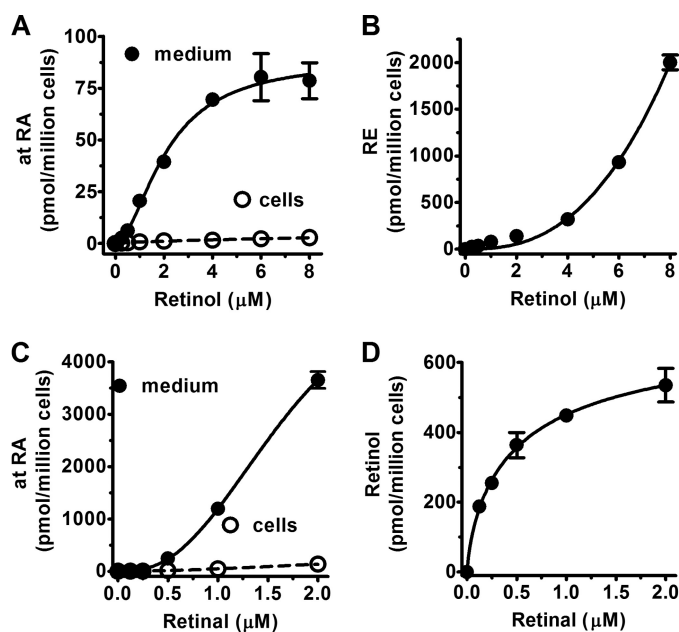 A
medium
at RA
(pmol/million cells)
100
75
50
25
0
cells
0 2 4 6 8
Retinol (μM)
B
RE
(pmol/million cells)
2000
1500
1000
500
0
0 2 4 6 8
Retinol (μM)
C
medium
at RA
(pmol/million cells)
4000
3000
2000
1000
0
cells
0.0 0.5 1.0 1.5 2.0
Retinal (μM)
D
Retinol
(pmol/million cells)
600
400
200
0
0.0 0.5 1.0 1.5 2.0
Retinal (μM)